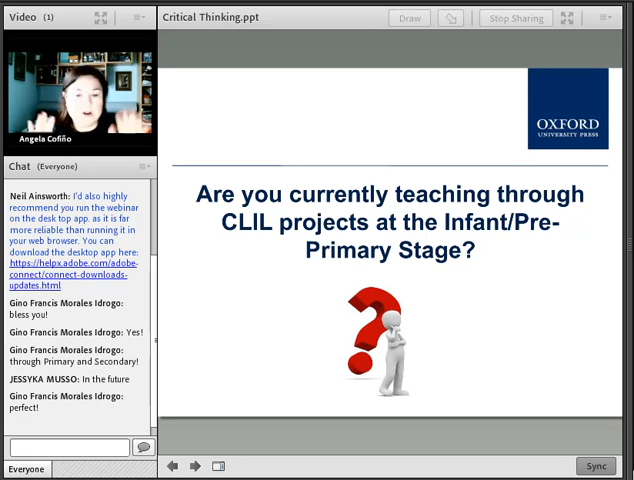 Video (1)
Angela Cofiño
Chat (Everyone)
Neil Ainsworth: I'd also highly
recommend you run the webinar
on the desk top app. as it is far
more reliable than running it in
your web browser. You can
download the desktop app here:
https://helpx.adobe.com/adobe-
connect/connect-downloads-
updates.html
Gino Francis Morales Idrogo:
bless you!
Gino Francis Morales Idrogo: Yes!
Gino Francis Morales Idrogo:
through Primary and Secondary!
JESSYKA MUSSO: In the future
Gino Francis Morales Idrogo:
perfect!
Everyone
Critical Thinking.ppt
Draw
Stop Sharing
OXFORD
UNIVERSITY PRESS
Are you currently teaching through
CLIL projects at the Infant/Pre-
Primary Stage?
?
Sync